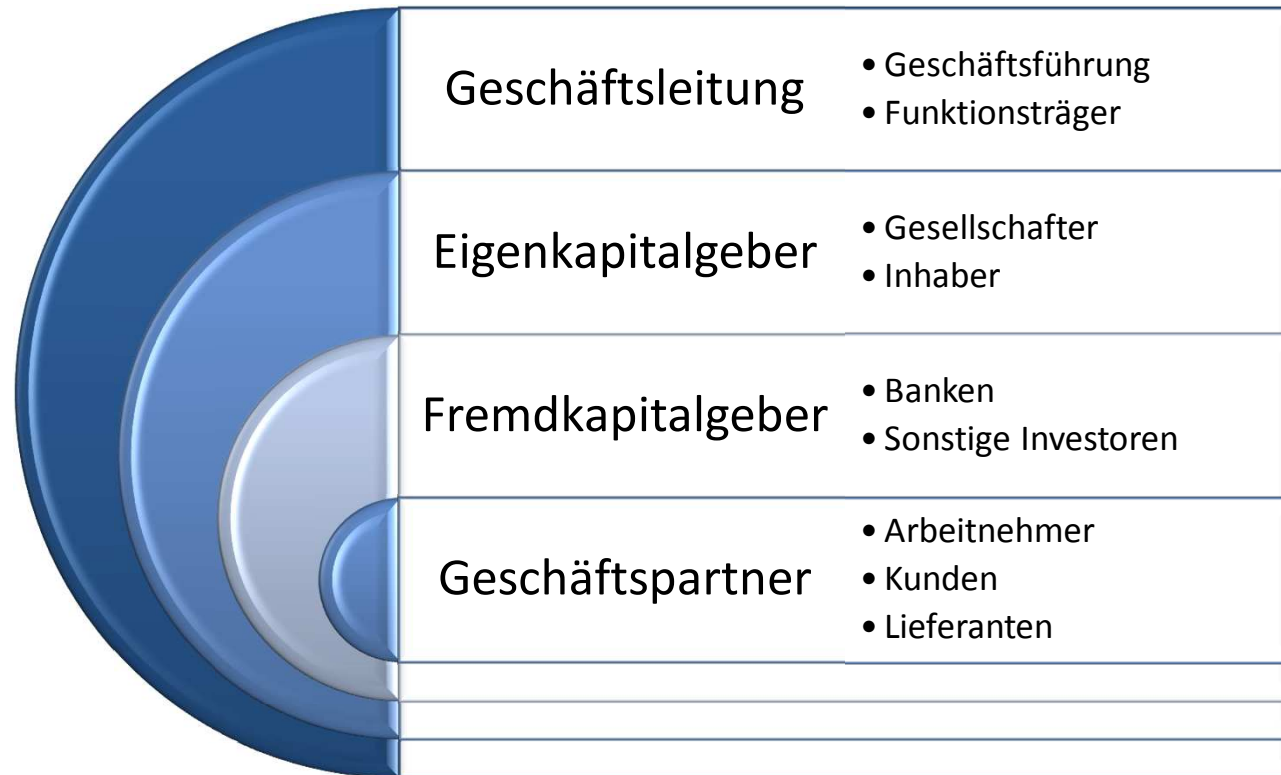 Geschäftsleitung
• Geschäftsführung
• Funktionsträger
Eigenkapitalgeber
• Gesellschafter
• Inhaber
Fremdkapitalgeber
• Banken
• Sonstige Investoren
Geschäftspartner
• Arbeitnehmer
• Kunden
• Lieferanten